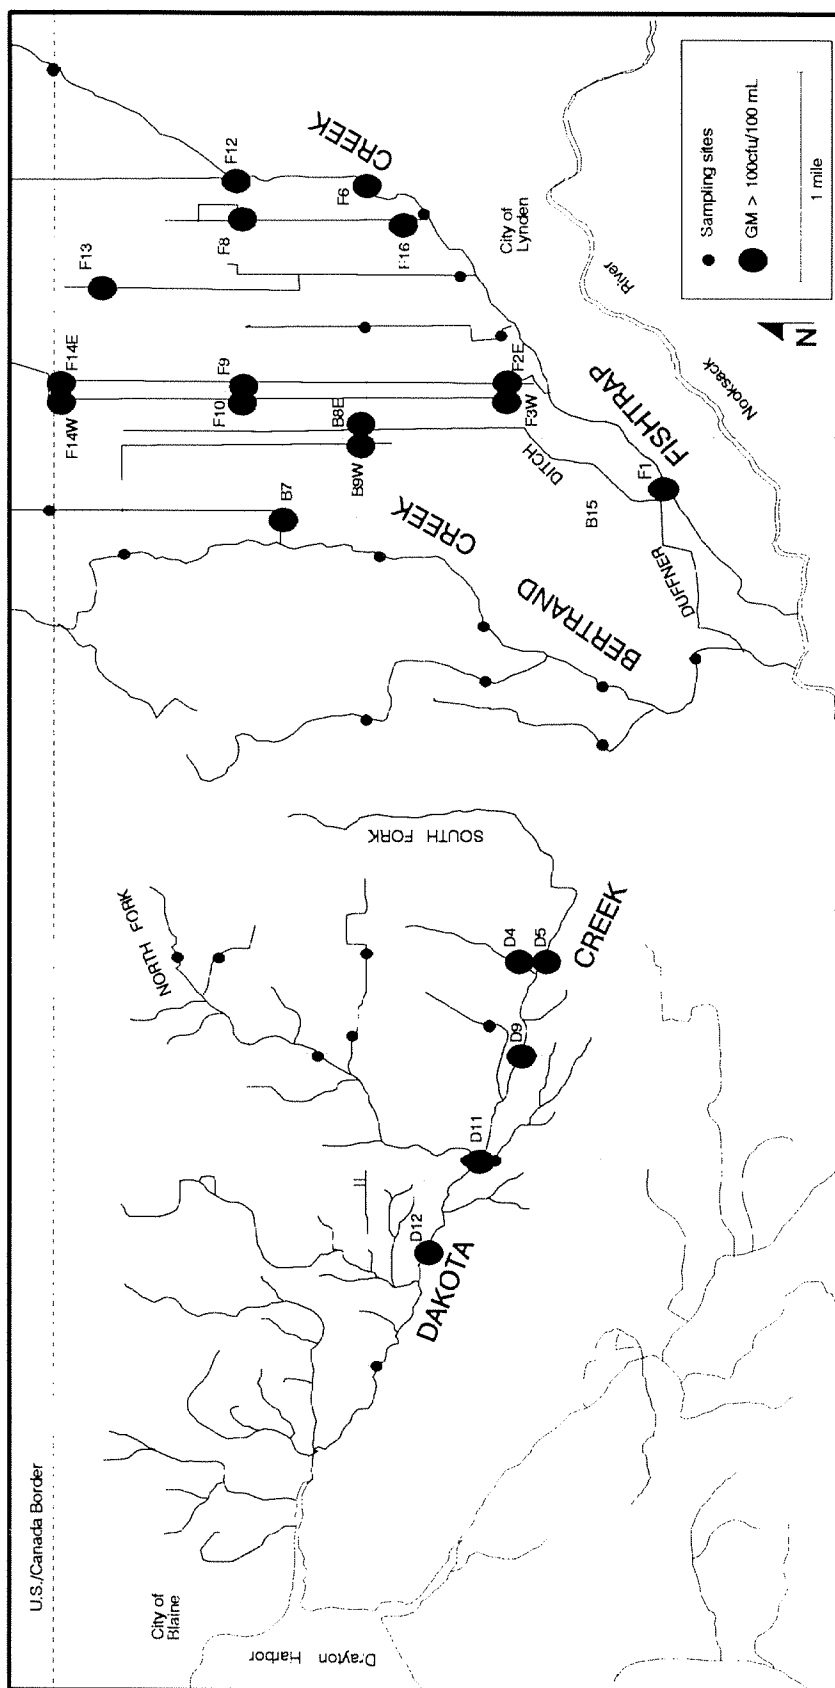 U.S./Canada Border
City of
Blaine
Drayton Harbor
DAKOTA
CREEK
D12
D11
D9
D4
D5
NORTH FORK
SOUTH FORK
BERTRAND
CREEK
B7
B9W
B8E
B15
DUFFNER
DITCH
F14W
F14E
F10
F9
F3W
F2E
F13
F8
F16
F12
F6
F1
FISHTRAP
CREEK
City of
Lynden
Nooksack
River
N
Sampling sites
GM > 100cfu/100 mL
1 mile